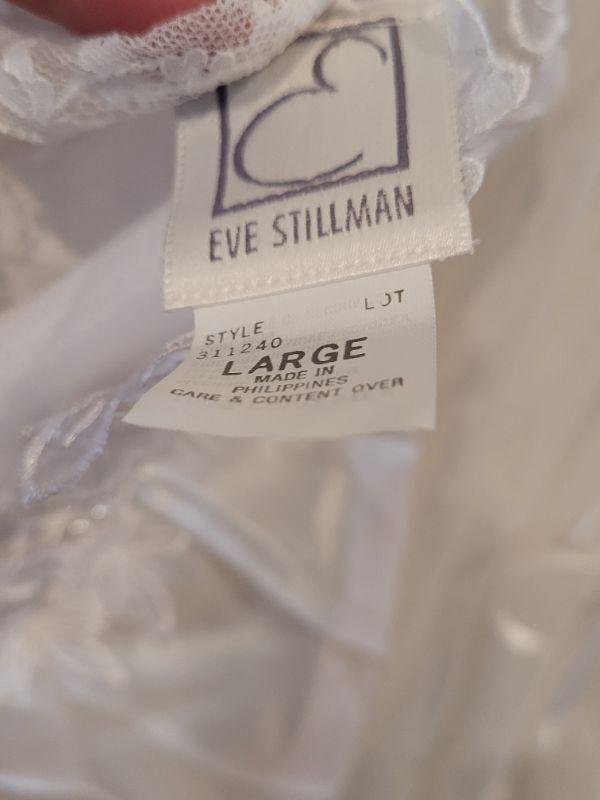 EVE STILLMAN
STYLE LOT
311240
LARGE
MADE IN
PHILIPPINES
CARE & CONTENT OVER